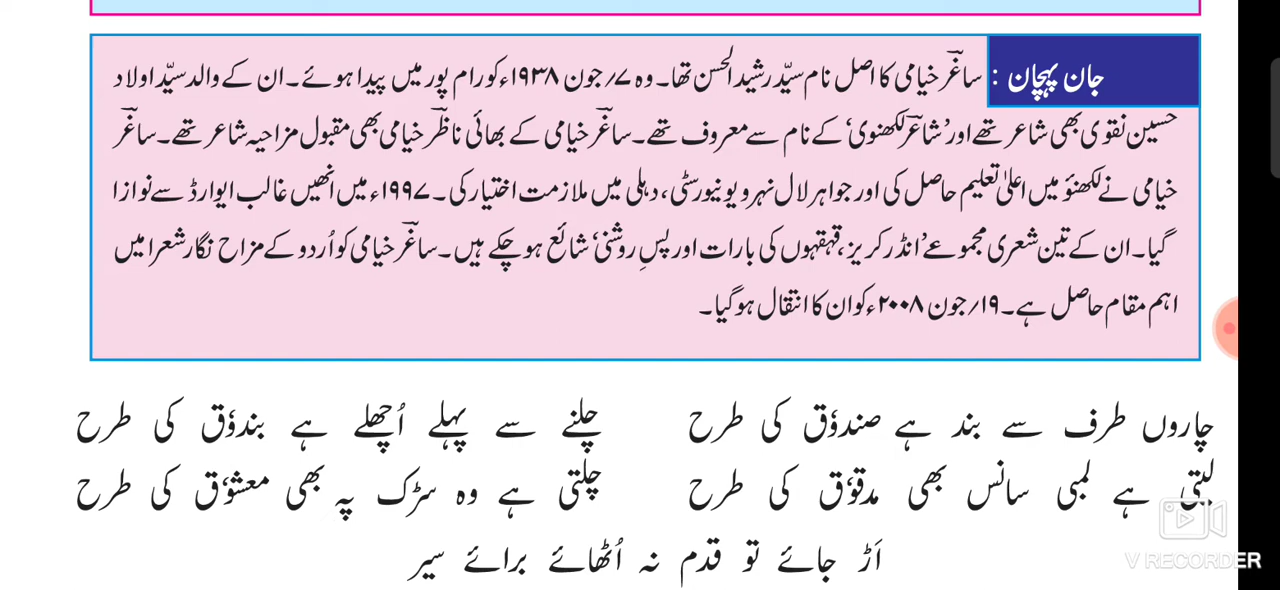 جان پہچان : ساغرؔ خیامی کا اصل نام سیّد رشید الحسن تھا۔ وہ ۷؍ جون ۱۹۳۸ء کو رام پور میں پیدا ہوئے۔ ان کے والد سیّد اولاد
حسین نقوی بھی شاعر تھے اور ’شاعرؔ لکھنوی‘ کے نام سے معروف تھے۔ ساغرؔ خیامی کے بھائی ناظرؔ خیامی بھی مقبول مزاحیہ شاعر تھے۔ ساغرؔ
خیامی نے لکھنؤ میں اعلیٰ تعلیم حاصل کی اور جواہر لال نہرو یونیورسٹی، دہلی میں ملازمت اختیار کی۔ ۱۹۹۷ء میں انھیں غالب ایوارڈ سے نوازا
گیا۔ ان کے تین شعری مجموعے ’انڈر کریز، قہقہوں کی بارات اور پسِ روشنی‘ شائع ہو چکے ہیں۔ ساغرؔ خیامی کو اُردو کے مزاح نگار شعرا میں
اہم مقام حاصل ہے۔ ۱۹؍ جون ۲۰۰۸ء کو ان کا انتقال ہو گیا۔
چاروں طرف سے بند ہے صندوٗق کی طرح چلنے سے پہلے اُچھلے ہے بندوٗق کی طرح
لیتی ہے لمبی سانس بھی مدقوٗق کی طرح چلتی ہے وہ سڑک پہ بھی معشوٗق کی طرح
اَڑ جائے تو قدم نہ اُٹھائے برائے سیر
V RECORDER